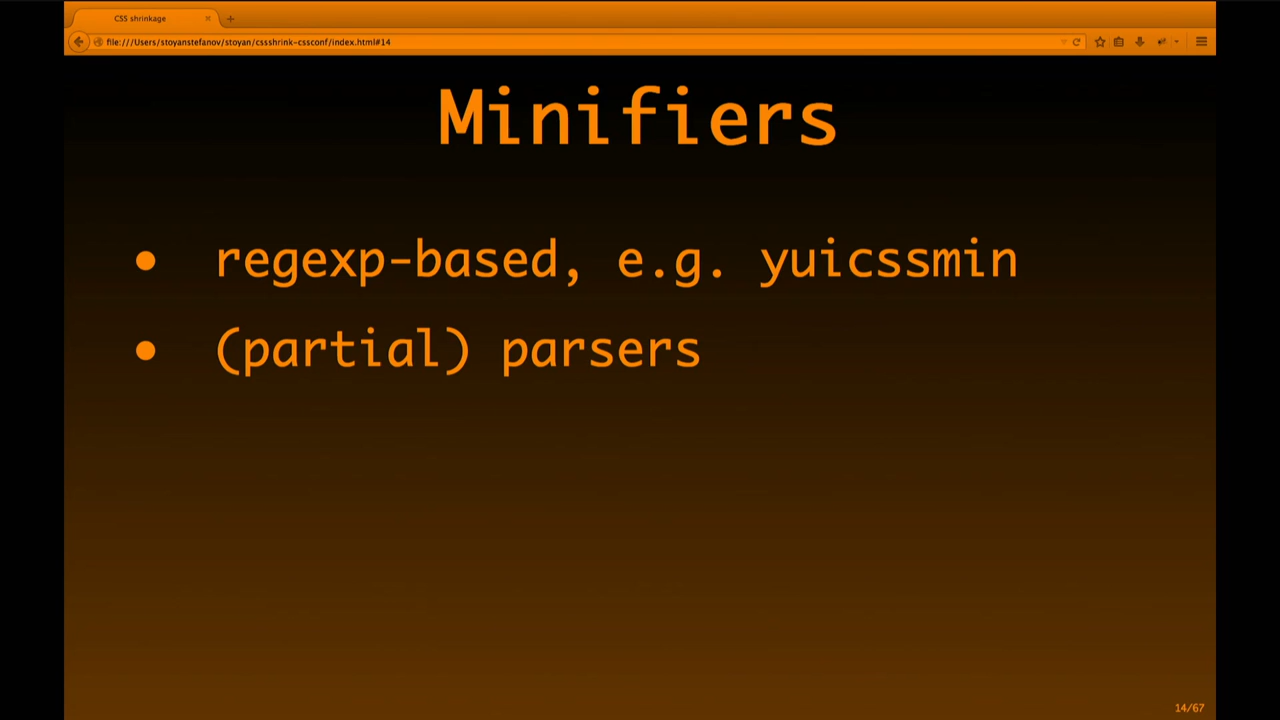 CSS shrinkage
file:///Users/stoyanstefanov/stoyan/cssshrink-cssconf/index.html#14
Minifiers
• regexp-based, e.g. yuicssmin
• (partial) parsers
14/67